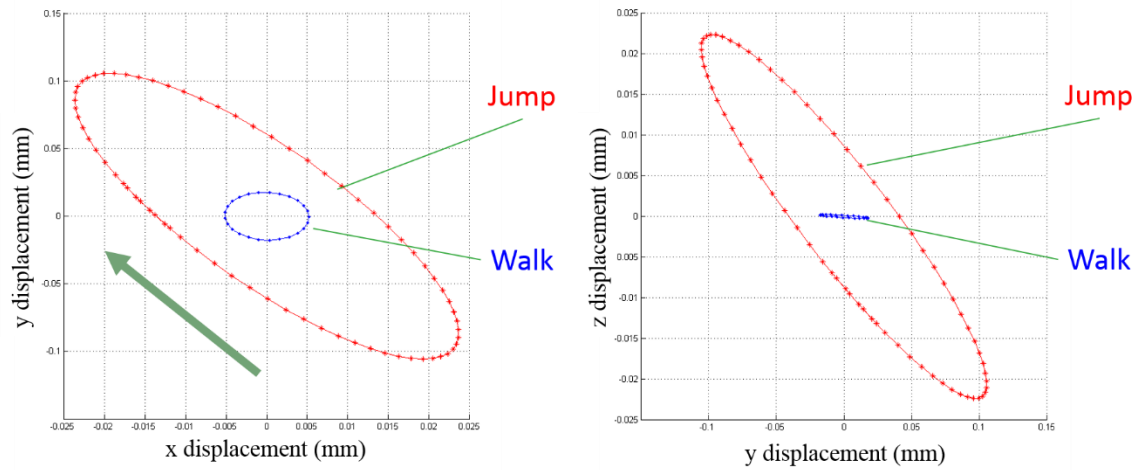 0.15
0.1
0.05
0
0.05
-0.1
y displacement (mm)
Jump
Walk
-0.025 -0.02 -0.015 -0.01 -0.005 0 0.005 0.01 0.015 0.02 0.025
x displacement (mm)
0.025
0.02
0.015
0.01
0.005
0
0.005
-0.01
-0.015
-0.02
-0.025
z displacement (mm)
Jump
Walk
-0.1 -0.05 0 0.05 0.1 0.15
y displacement (mm)